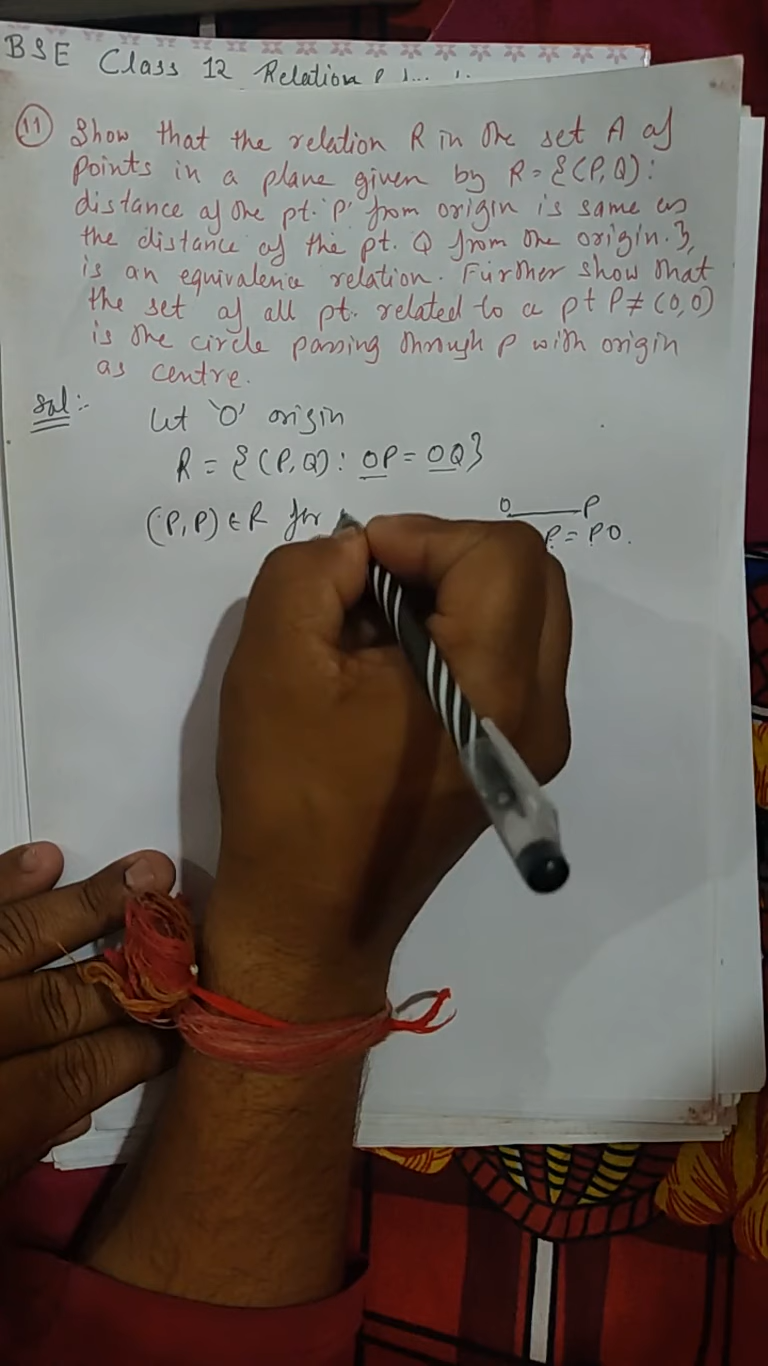 BSE Class 12 Relation
11 Show that the relation R in the set A of
points in a plane given by R = {(P,Q) :
distance of the pt. 'P' from origin is same as
the distance of the pt. Q from the origin.},
is an equivalence relation. Further show that
the set of all pt. related to a pt P ≠ (0,0)
is the circle passing through P with origin
as centre.
Sol:- Let 'O' origin
R = {(P,Q) : OP = OQ}
(P,P) ∈ R for
O P
P = PO.